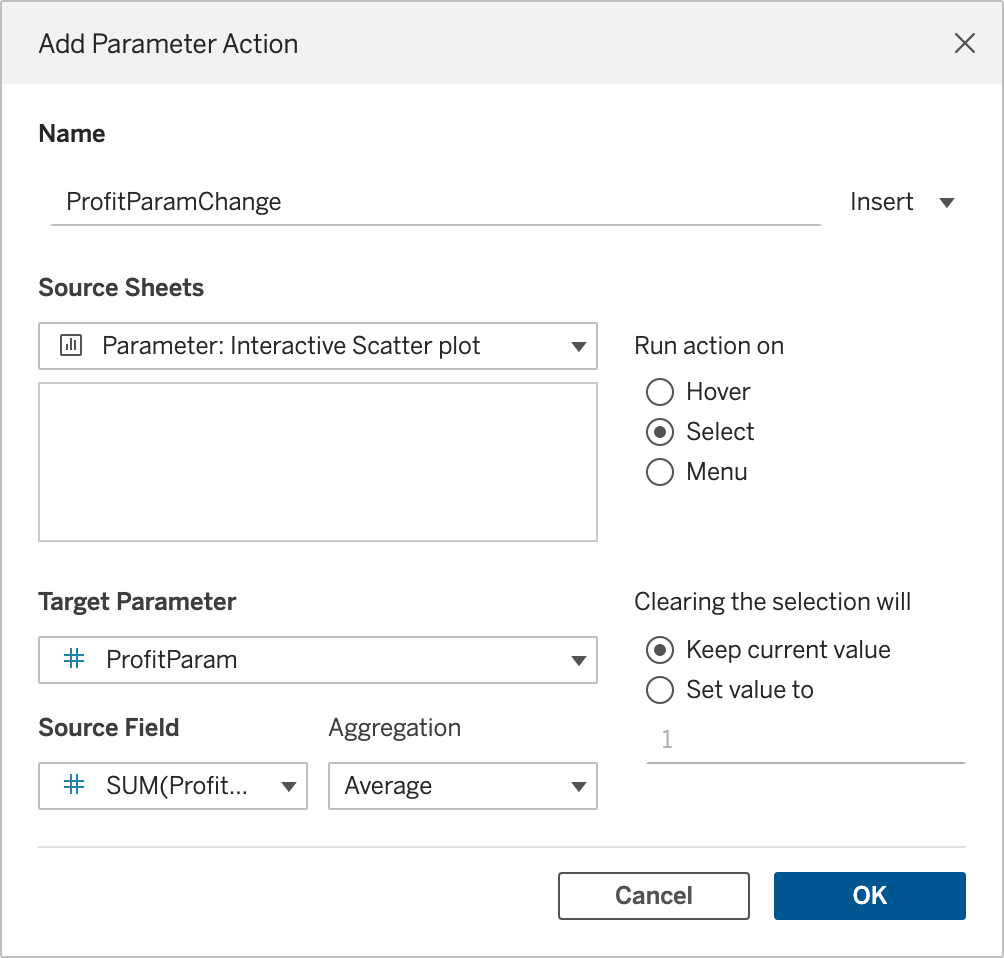 Add Parameter Action
Name
ProfitParamChange
Insert
Source Sheets
Parameter: Interactive Scatter plot
Run action on
Hover
Select
Menu
Target Parameter
ProfitParam
Clearing the selection will
Keep current value
Set value to
1
Source Field
Aggregation
SUM(Profit...
Average
Cancel
OK